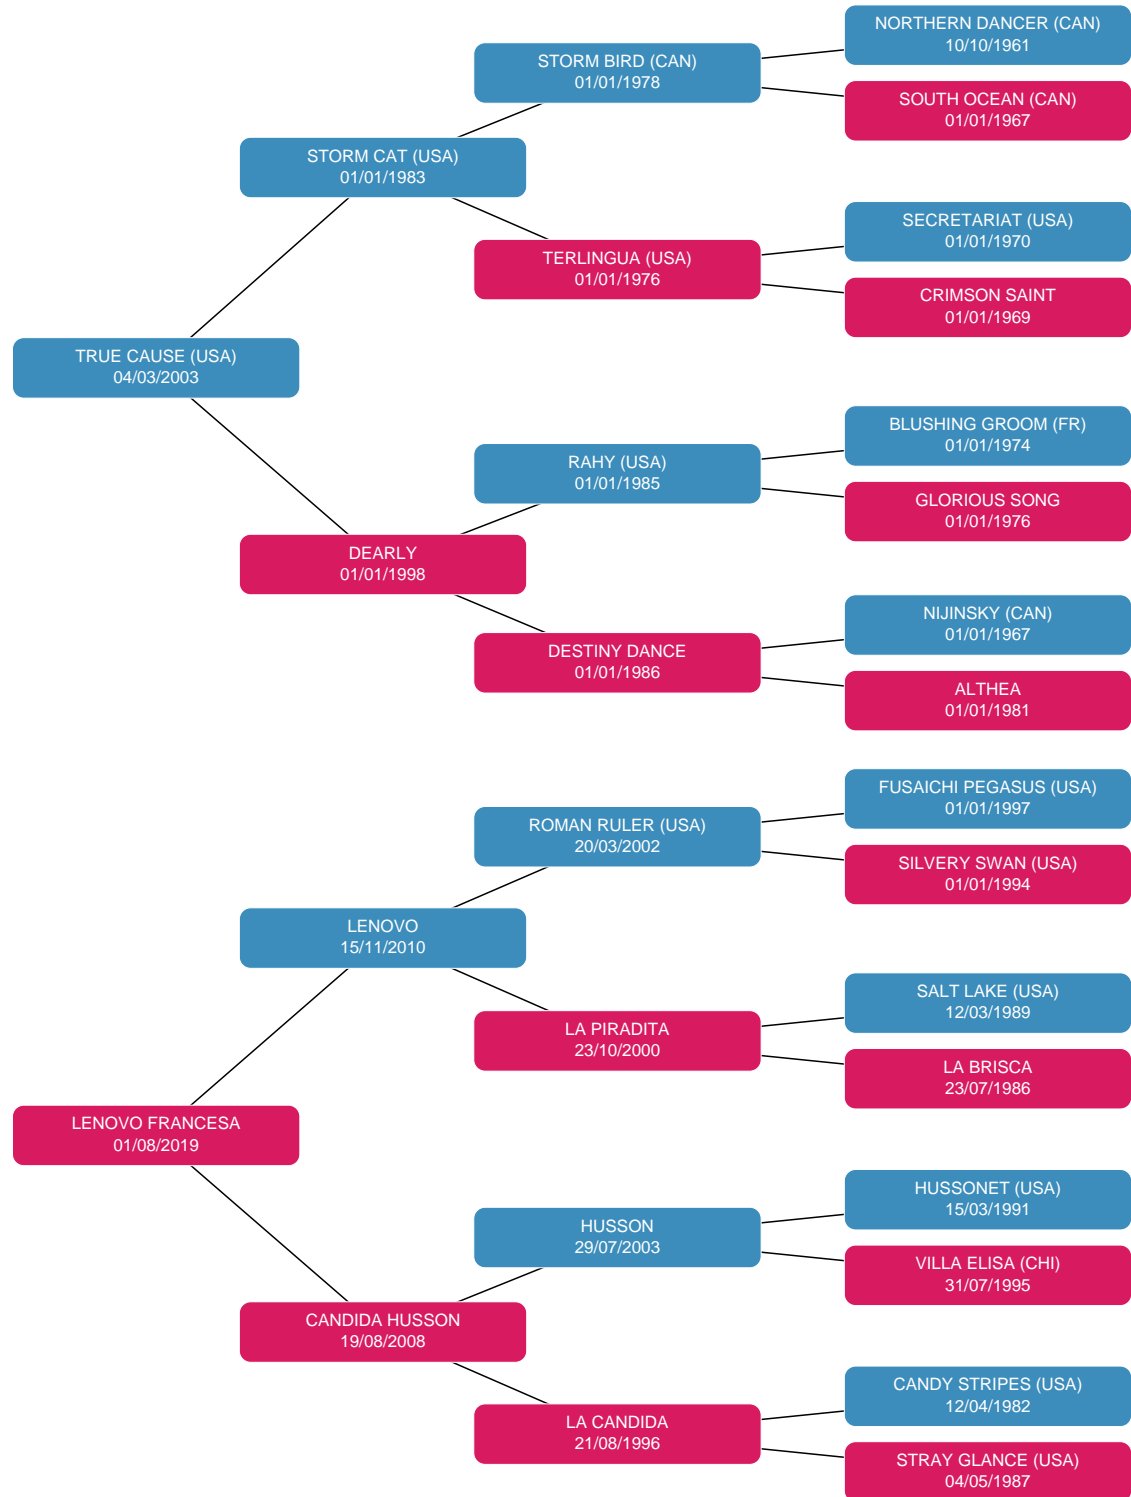 NORTHERN DANCER (CAN)
10/10/1961
STORM BIRD (CAN)
01/01/1978
SOUTH OCEAN (CAN)
01/01/1967
STORM CAT (USA)
01/01/1983
SECRETARIAT (USA)
01/01/1970
TERLINGUA (USA)
01/01/1976
CRIMSON SAINT
01/01/1969
TRUE CAUSE (USA)
04/03/2003
BLUSHING GROOM (FR)
01/01/1974
RAHY (USA)
01/01/1985
GLORIOUS SONG
01/01/1976
DEARLY
01/01/1998
NIJINSKY (CAN)
01/01/1967
DESTINY DANCE
01/01/1986
ALTHEA
01/01/1981
FUSAICHI PEGASUS (USA)
01/01/1997
ROMAN RULER (USA)
20/03/2002
SILVERY SWAN (USA)
01/01/1994
LENOVO
15/11/2010
SALT LAKE (USA)
12/03/1989
LA PIRADITA
23/10/2000
LA BRISCA
23/07/1986
LENOVO FRANCESA
01/08/2019
HUSSONET (USA)
15/03/1991
HUSSON
29/07/2003
VILLA ELISA (CHI)
31/07/1995
CANDIDA HUSSON
19/08/2008
CANDY STRIPES (USA)
12/04/1982
LA CANDIDA
21/08/1996
STRAY GLANCE (USA)
04/05/1987